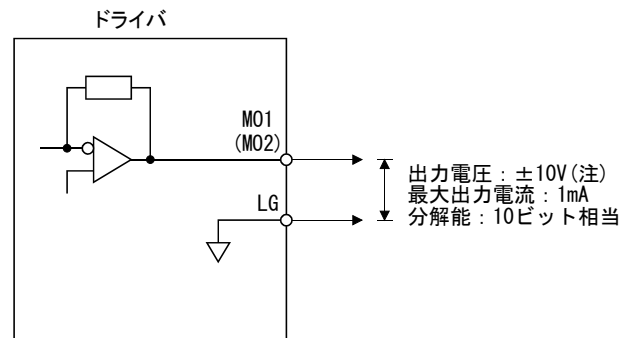 ドライバ
MO1
(MO2)
LG
出力電圧：±10V(注)
最大出力電流：1mA
分解能：10ビット相当